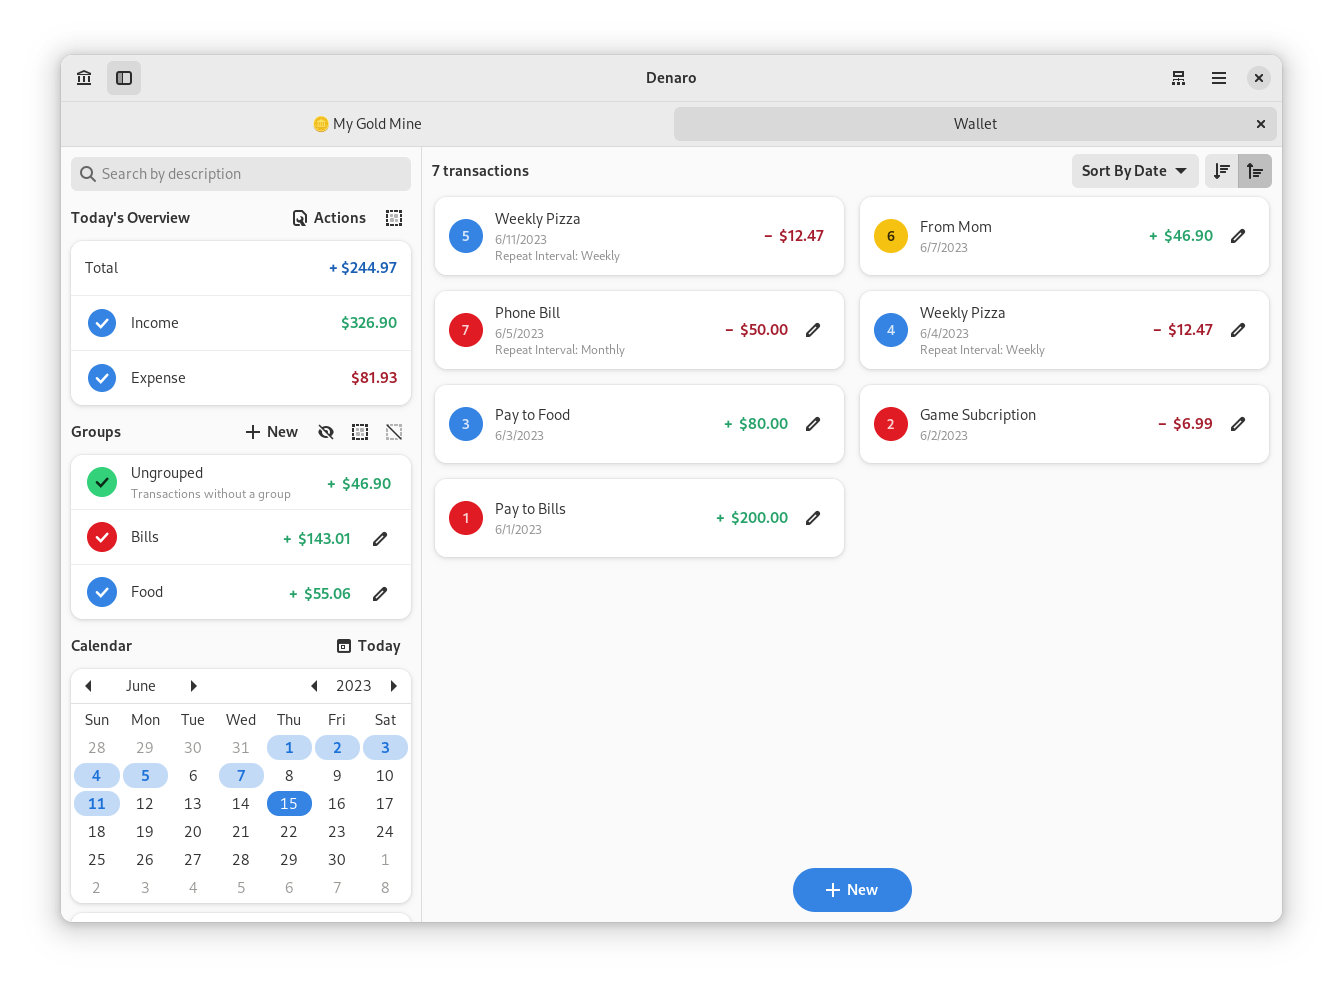 Denaro
My Gold Mine
Wallet
Search by description
Today's Overview
Actions
Total
+ $244.97
Income
$326.90
Expense
$81.93
Groups
New
Ungrouped
Transactions without a group
+ $46.90
Bills
+ $143.01
Food
+ $55.06
Calendar
Today
June
2023
Sun Mon Tue Wed Thu Fri Sat
28 29 30 31 1 2 3
4 5 6 7 8 9 10
11 12 13 14 15 16 17
18 19 20 21 22 23 24
25 26 27 28 29 30 1
2 3 4 5 6 7 8
7 transactions
Sort By Date
5
Weekly Pizza
6/11/2023
Repeat Interval: Weekly
− $12.47
6
From Mom
6/7/2023
+ $46.90
7
Phone Bill
6/5/2023
Repeat Interval: Monthly
− $50.00
4
Weekly Pizza
6/4/2023
Repeat Interval: Weekly
− $12.47
3
Pay to Food
6/3/2023
+ $80.00
2
Game Subcription
6/2/2023
− $6.99
1
Pay to Bills
6/1/2023
+ $200.00
New